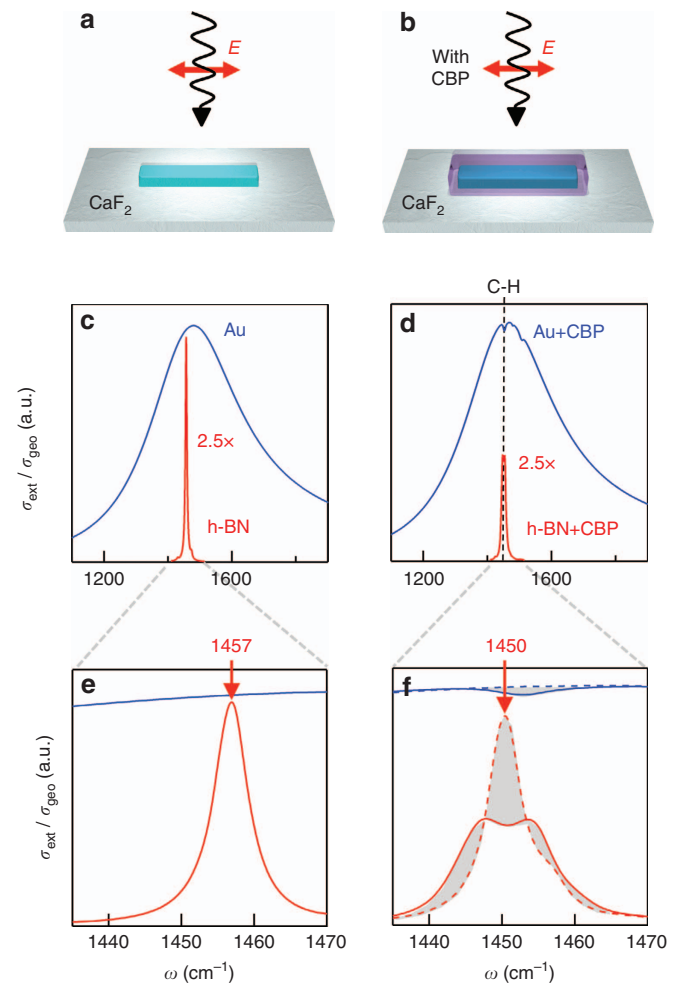 a
b
E
With
CBP
E
CaF₂
CaF₂
c
d
C-H
Au
Au+CBP
2.5×
2.5×
h-BN
h-BN+CBP
σext / σgeo (a.u.)
1200
1600
1200
1600
1457
1450
e
f
σext / σgeo (a.u.)
1440
1450
1460
1470
1440
1450
1460
1470
ω (cm⁻¹)
ω (cm⁻¹)